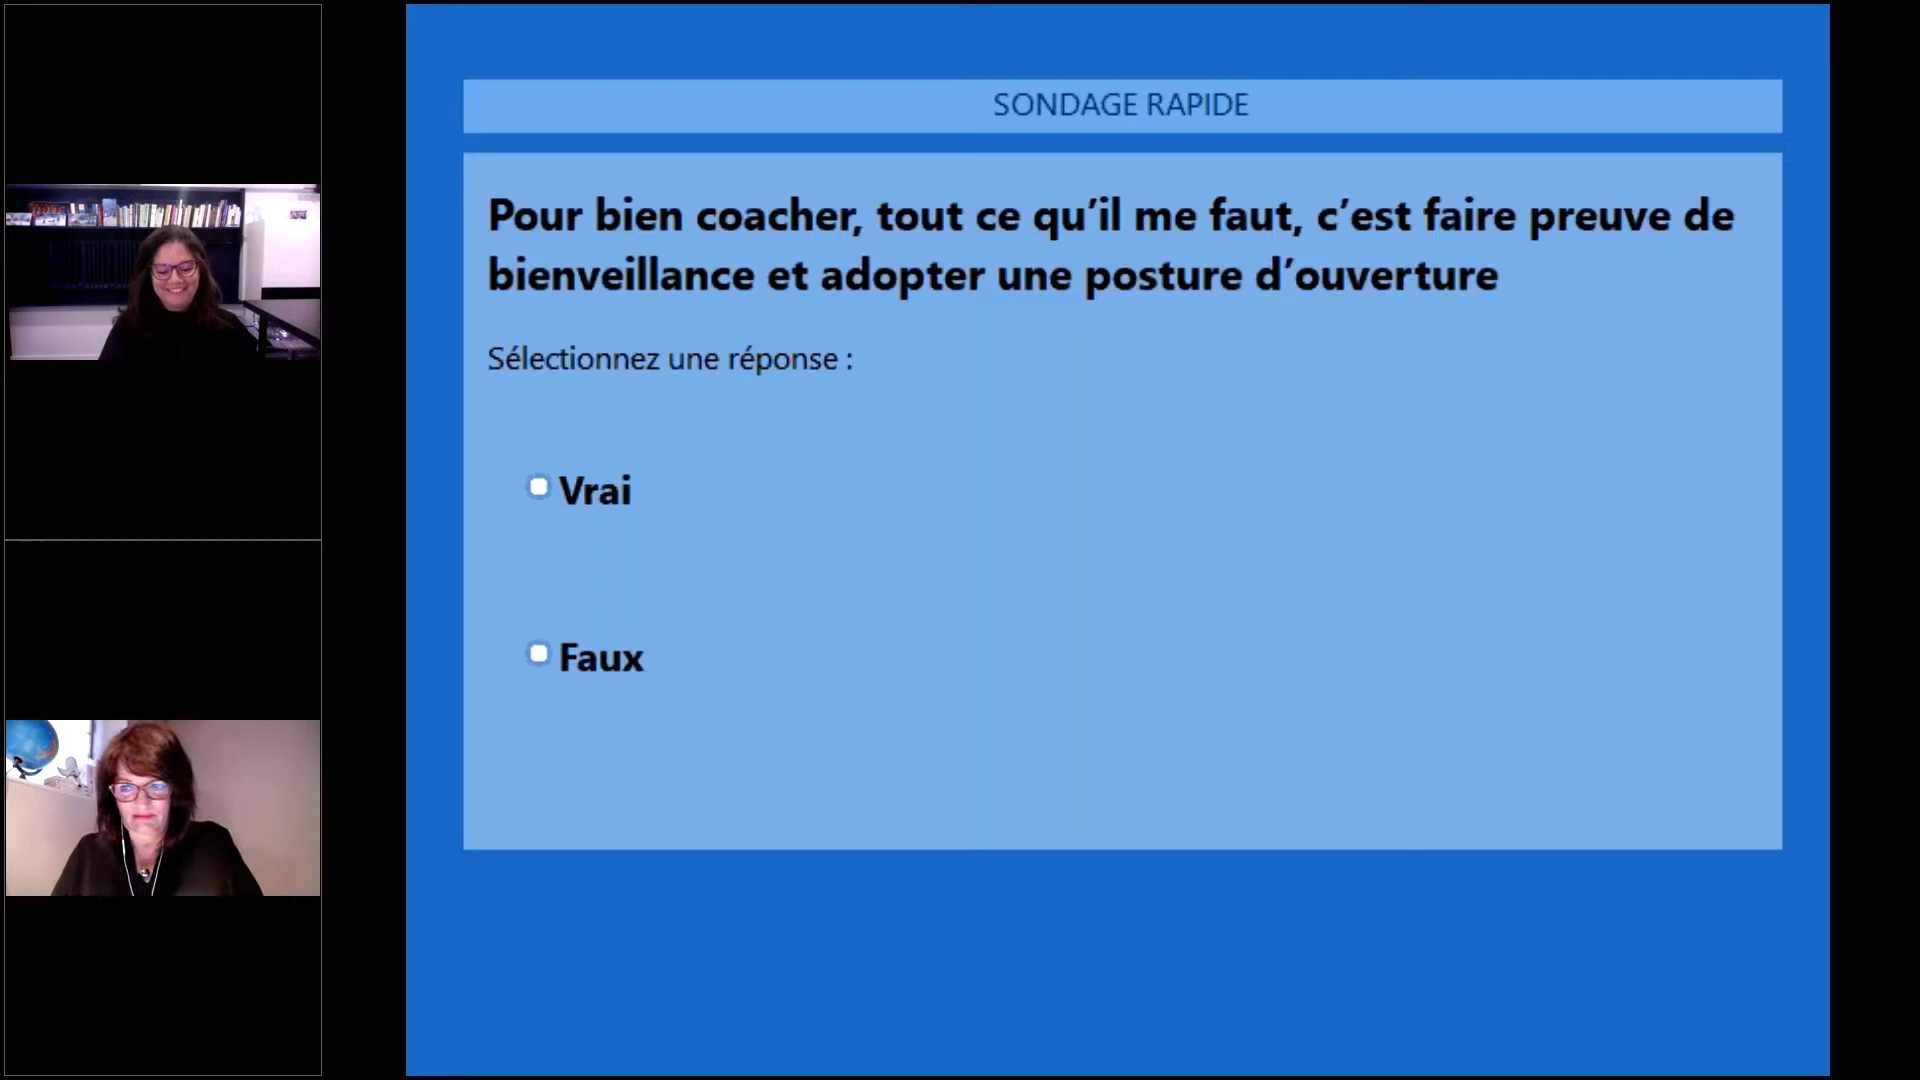 SONDAGE RAPIDE
Pour bien coacher, tout ce qu’il me faut, c’est faire preuve de
bienveillance et adopter une posture d’ouverture
Sélectionnez une réponse :
Vrai
Faux